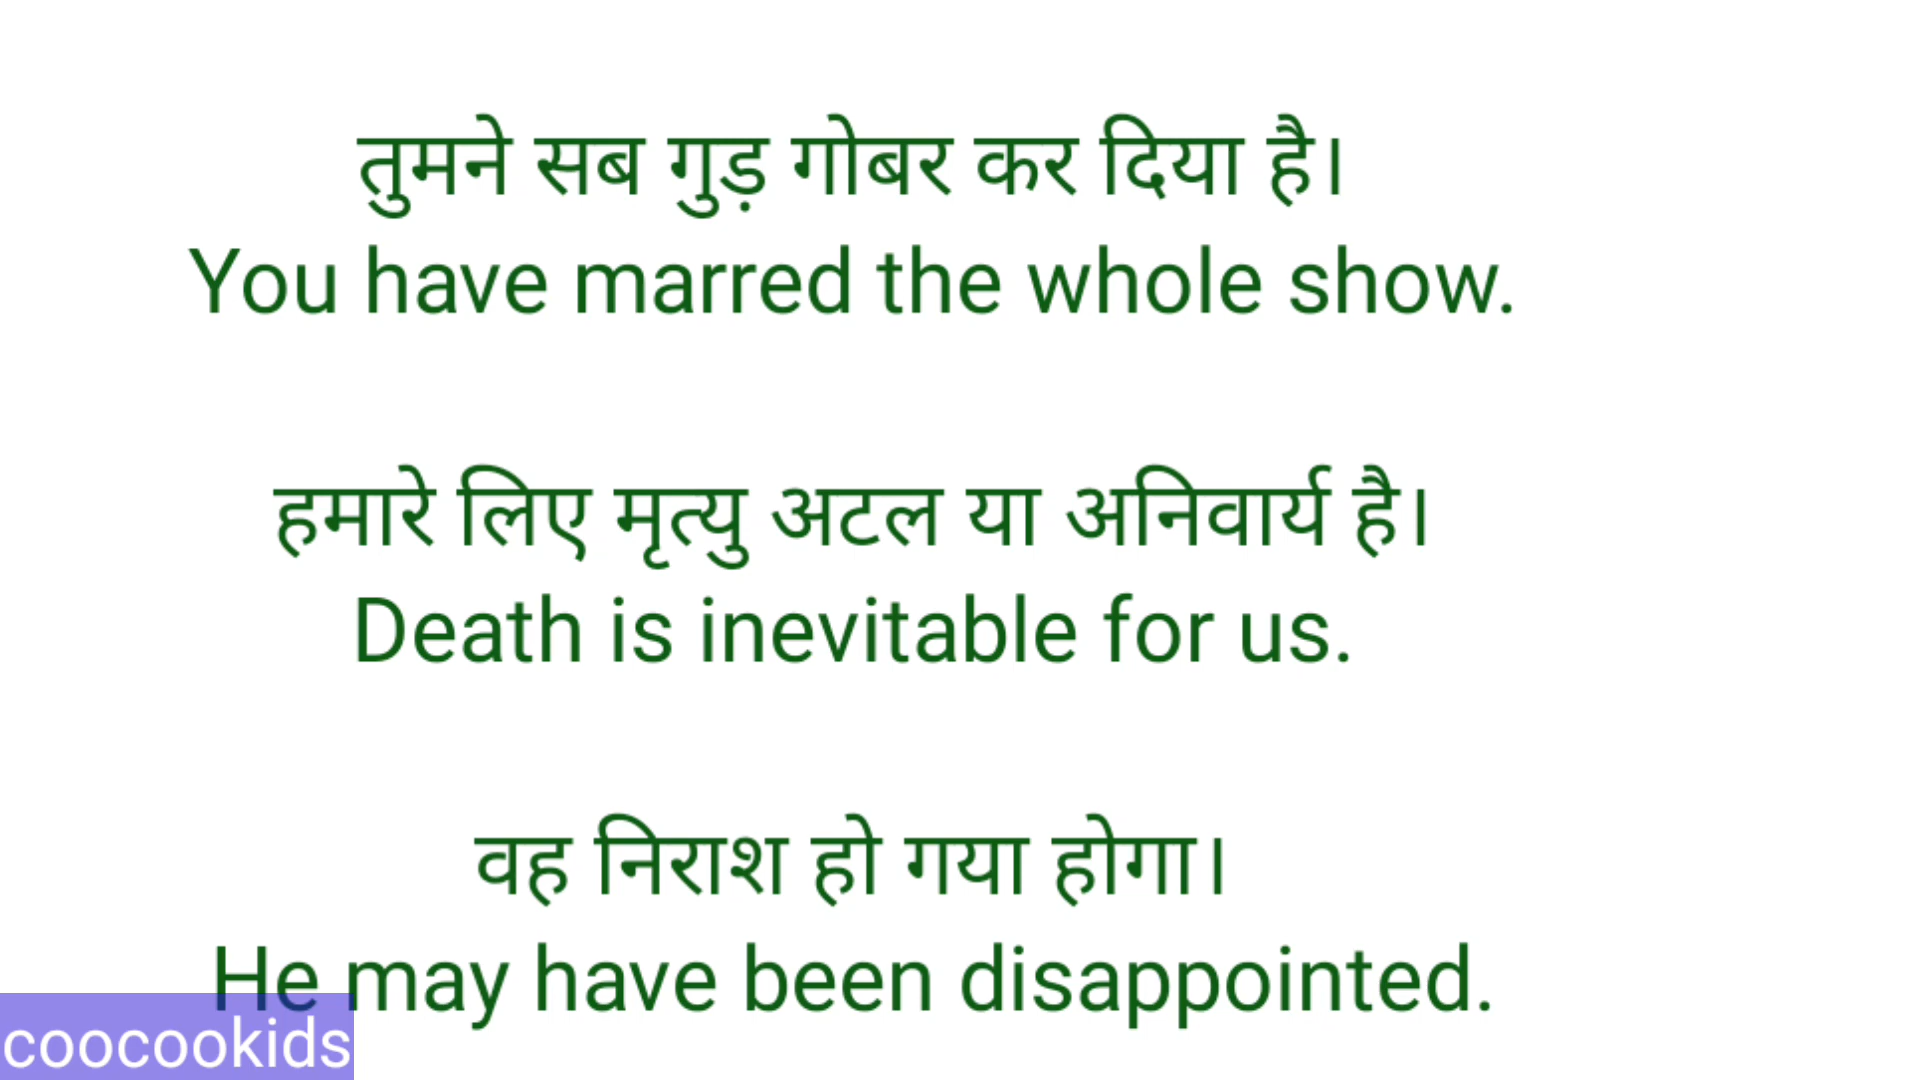 तुमने सब गुड़ गोबर कर दिया है।
You have marred the whole show.
हमारे लिए मृत्यु अटल या अनिवार्य है।
Death is inevitable for us.
वह निराश हो गया होगा।
He may have been disappointed.
coocookids